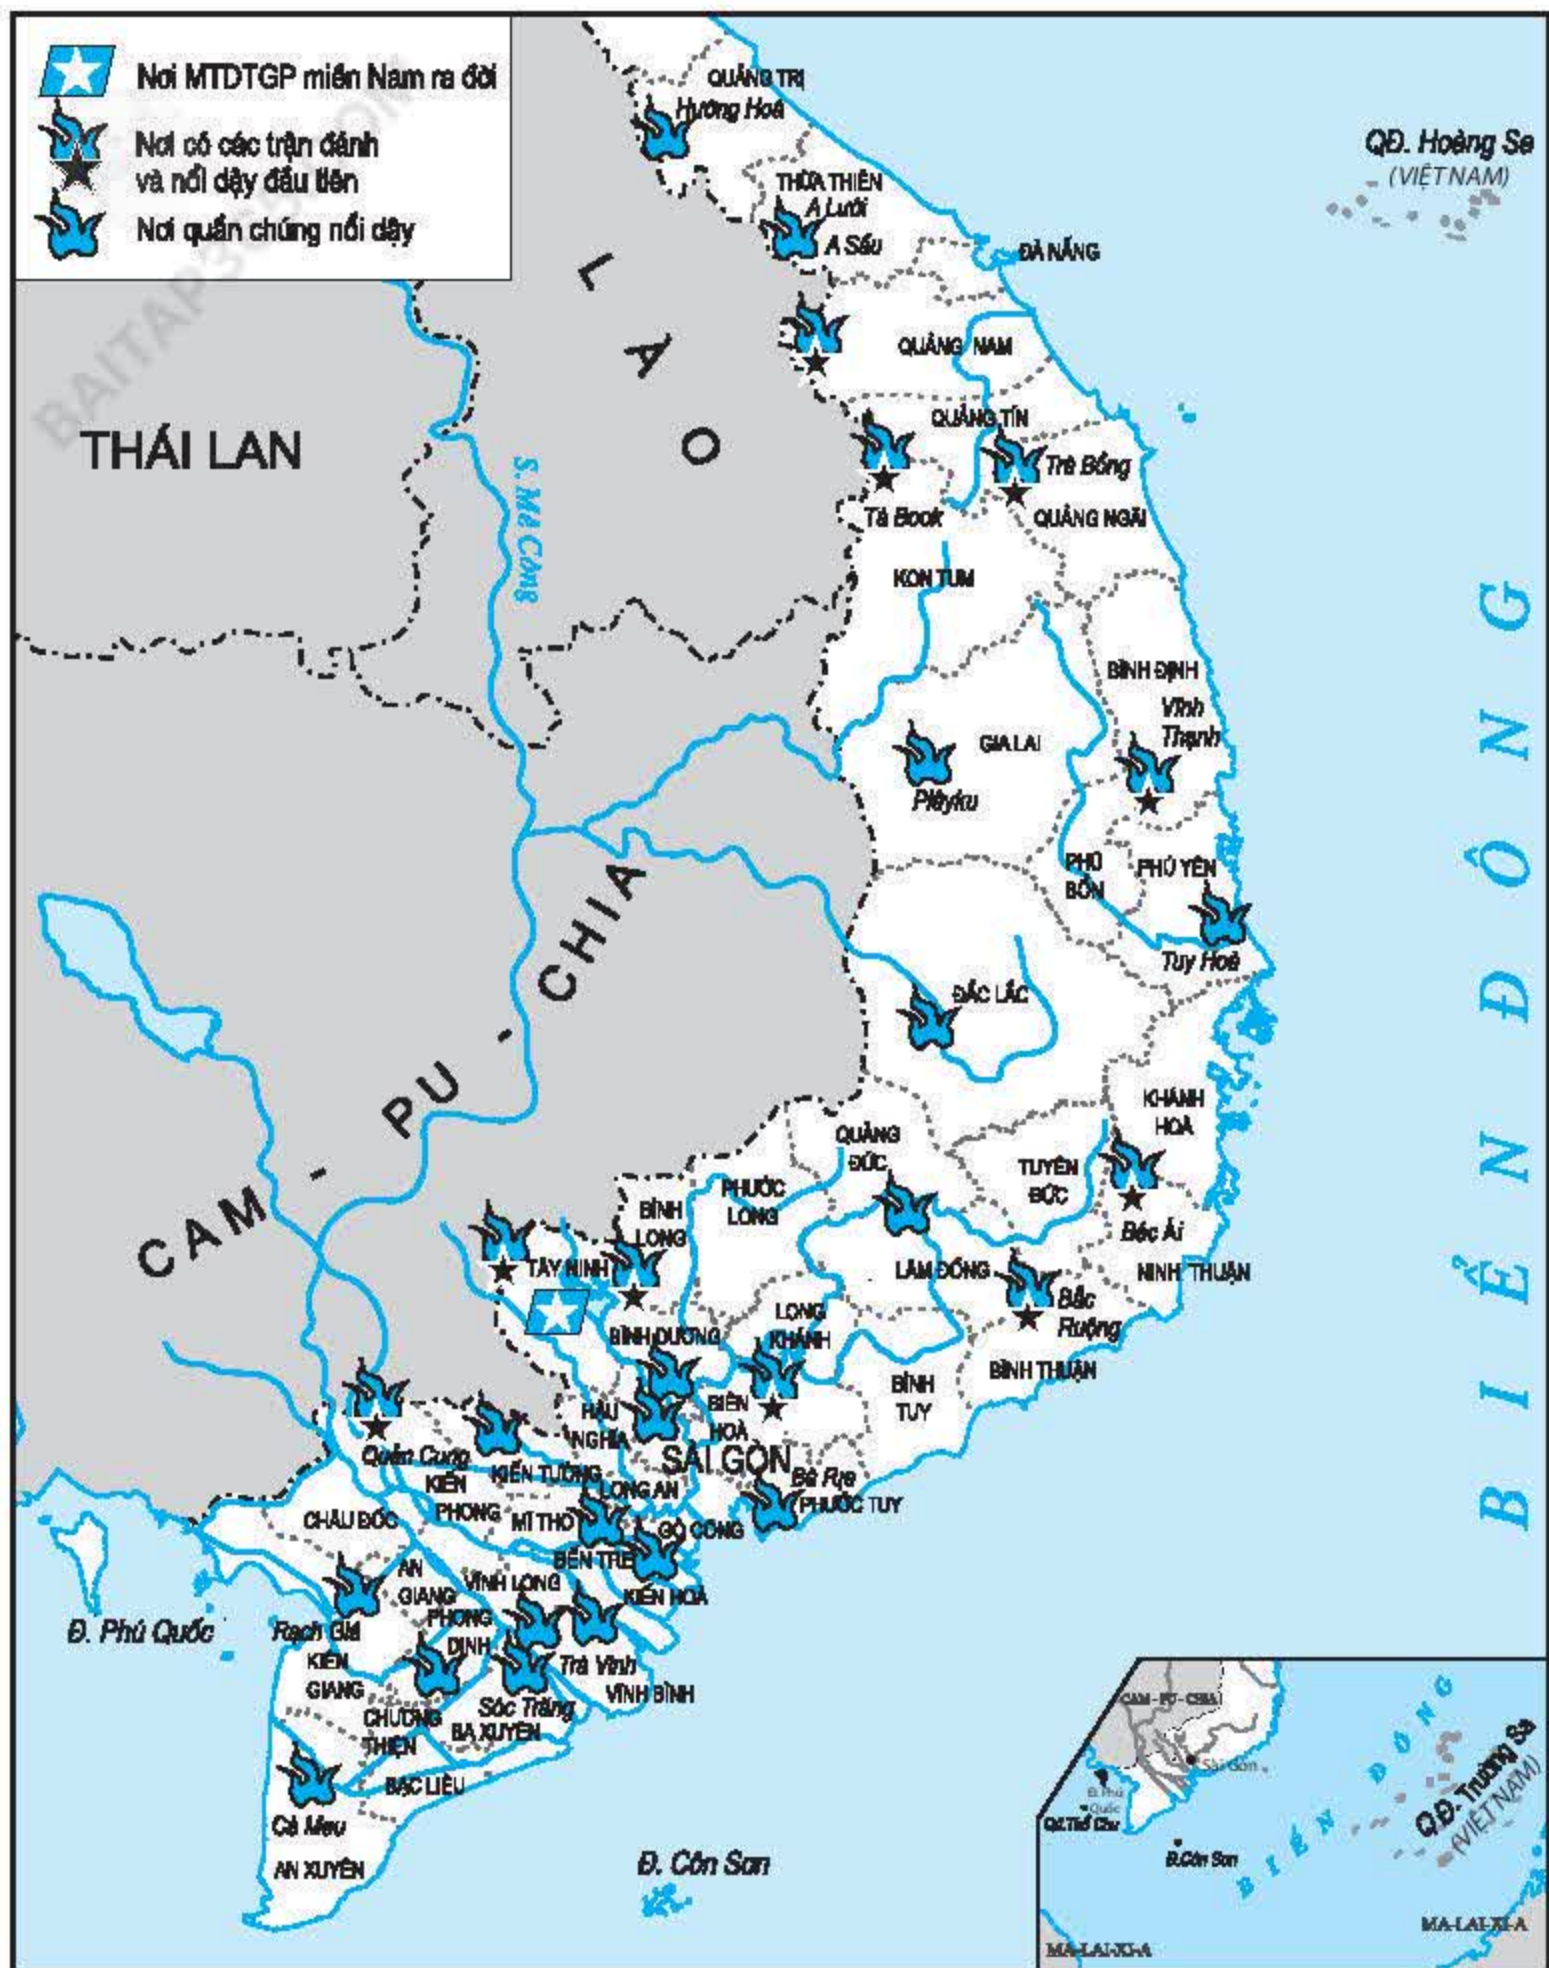 Nơi MTDTGP miền Nam ra đời
Nơi có các trận đánh
và nổi dậy đầu tiên
Nơi quần chúng nổi dậy
BAITAP365.COM
QUẢNG TRỊ
Hướng Hoá
THỪA THIÊN
A Lưới
A Sầu
ĐÀ NẴNG
QĐ. Hoàng Sa
(VIỆT NAM)
LÀO
THÁI LAN
S. Mê Công
QUẢNG NAM
QUẢNG TÍN
Trà Bồng
Tà Book
QUẢNG NGÃI
KON TUM
BÌNH ĐỊNH
Vĩnh
Thạnh
GIA LAI
Plâyku
PHÚ
BỔN
PHÚ YÊN
Tuy Hoà
ĐẮC LẮC
BIỂN ĐÔNG
CAM - PU - CHIA
KHÁNH
HOÀ
QUẢNG
ĐỨC
TUYÊN
ĐỨC
PHƯỚC
LONG
BÌNH
LONG
Bác Ái
NINH THUẬN
TÂY NINH
LÂM ĐỒNG
Bắc
Ruộng
LONG
KHÁNH
BÌNH DƯƠNG
BÌNH THUẬN
BÌNH
TUY
BIÊN
HOÀ
HẬU
NGHĨA
SÀI GÒN
Bà Rịa
PHƯỚC TUY
Quân Cung
KIẾN TƯỜNG
KIẾN
PHONG
LONG AN
MĨ THO
GÒ CÔNG
CHÂU ĐỐC
BẾN TRE
KIẾN HOÀ
AN
GIANG
VĨNH LONG
PHONG
DINH
Đ. Phú Quốc
Rạch Giá
KIÊN
GIANG
Trà Vinh
VĨNH BÌNH
Sóc Trăng
CHƯƠNG
THIỆN
BA XUYÊN
BẠC LIÊU
Cà Mau
AN XUYÊN
Đ. Côn Sơn
CAM - PU - CHIA
Sài Gòn
Đ. Phú
Quốc
QĐ. Thổ Chu
Đ. Côn Sơn
BIỂN ĐÔNG
QĐ. Trường Sa
(VIỆT NAM)
MA-LAI-XI-A
MA-LAI-XI-A